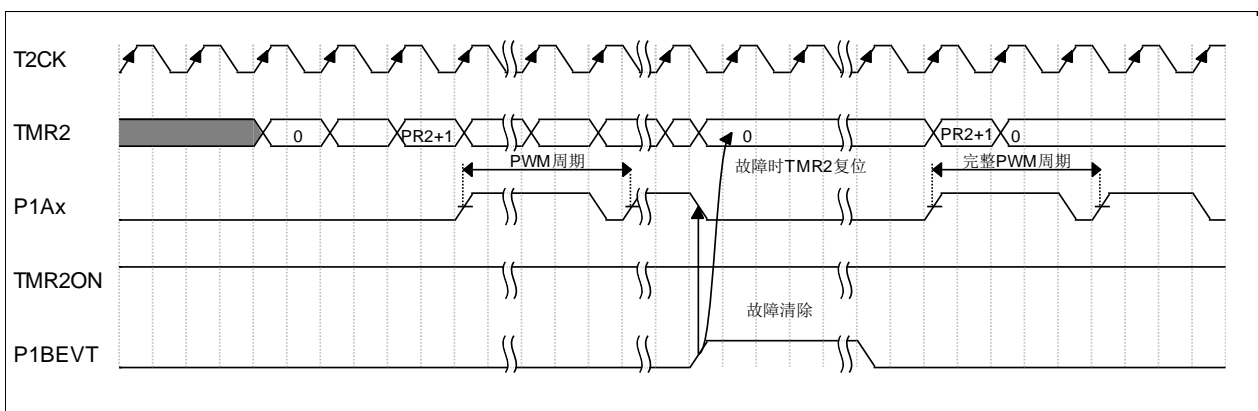 T2CK
TMR2
0
PR2+1
0
PR2+1
0
PWM周期
故障时TMR2复位
完整PWM周期
P1Ax
TMR2ON
故障清除
P1BEVT